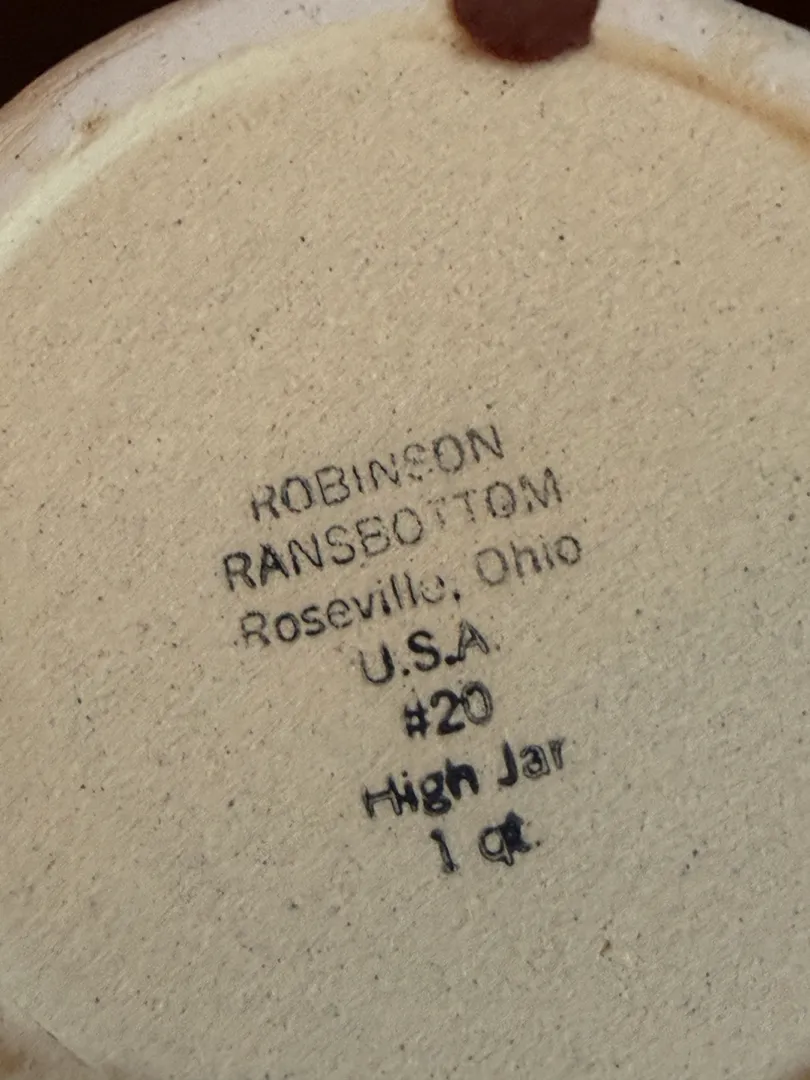 ROBINSON
RANSBOTTOM
Roseville, Ohio
U.S.A.
#20
High Jar
1 qt.